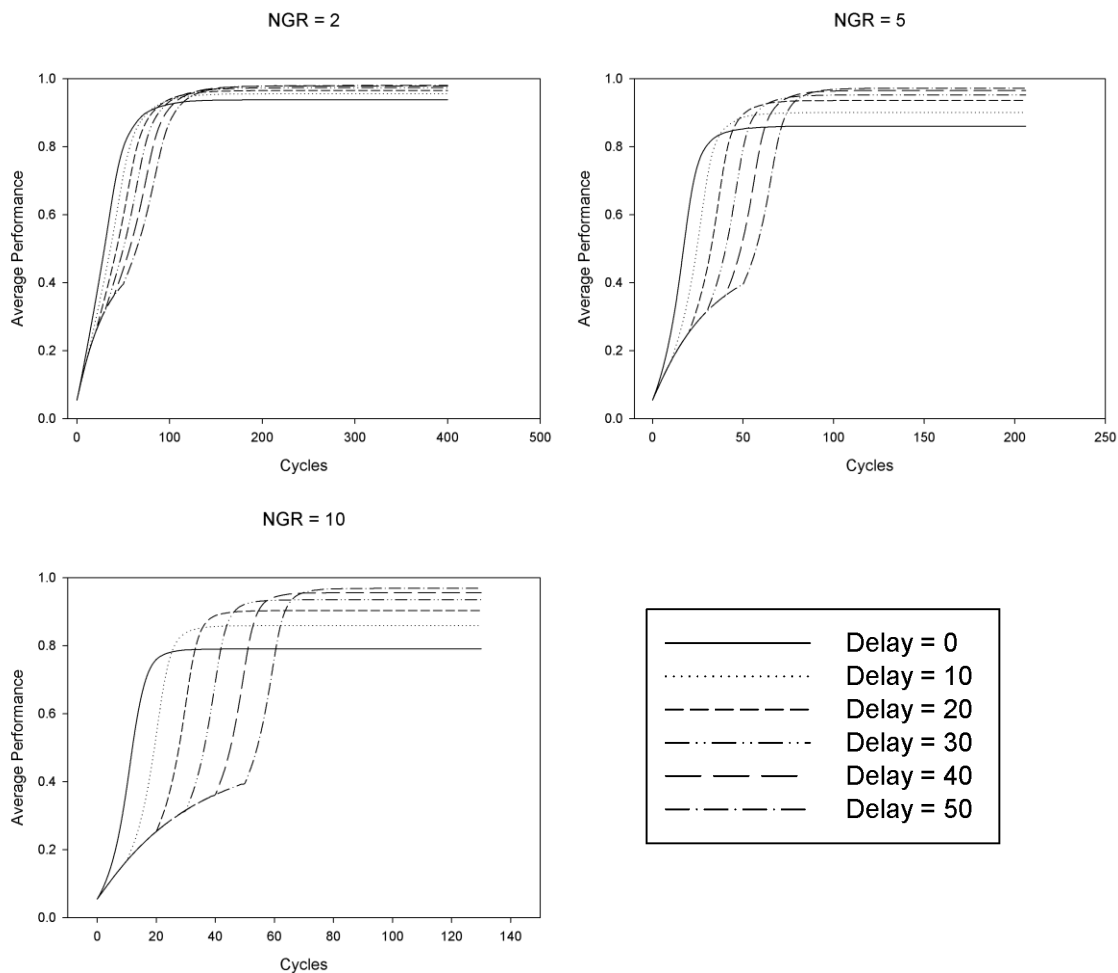 NGR = 2
1.0
0.8
0.6
0.4
0.2
0.0
Average Performance
0 100 200 300 400 500
Cycles
NGR = 5
1.0
0.8
0.6
0.4
0.2
0.0
Average Performance
0 50 100 150 200 250
Cycles
NGR = 10
1.0
0.8
0.6
0.4
0.2
0.0
Average Performance
0 20 40 60 80 100 120 140
Cycles
Delay = 0
Delay = 10
Delay = 20
Delay = 30
Delay = 40
Delay = 50